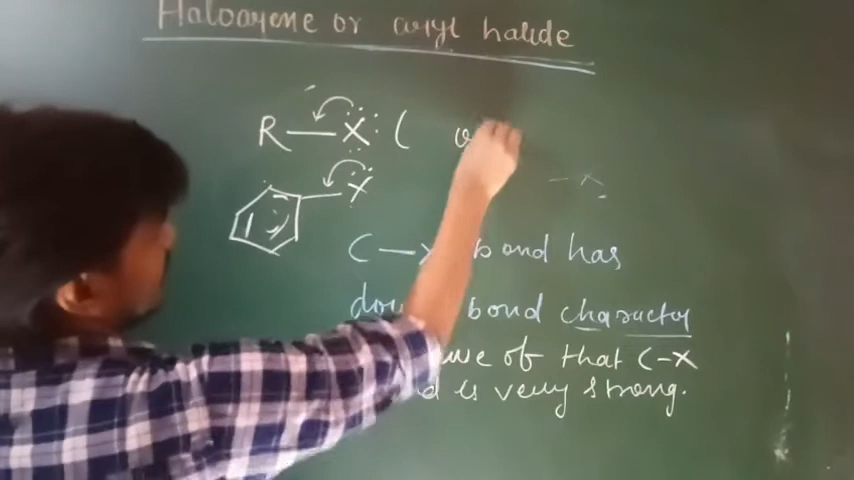 Haloarene or aryl halide
R — X (
X
C — X bond has
bond character
of that C-X
is very strong.